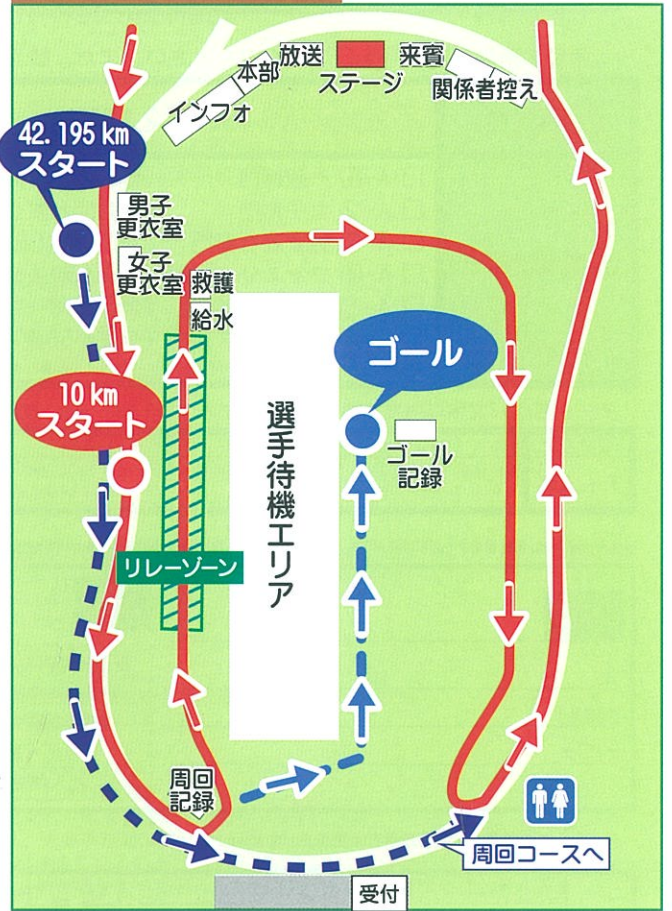 放送
ステージ
来賓
本部
関係者控え
インフォ
42.195 km
スタート
男子
更衣室
女子
更衣室
救護
給水
ゴール
10 km
スタート
選手待機エリア
ゴール
記録
リレーゾーン
周回
記録
周回コースへ
受付